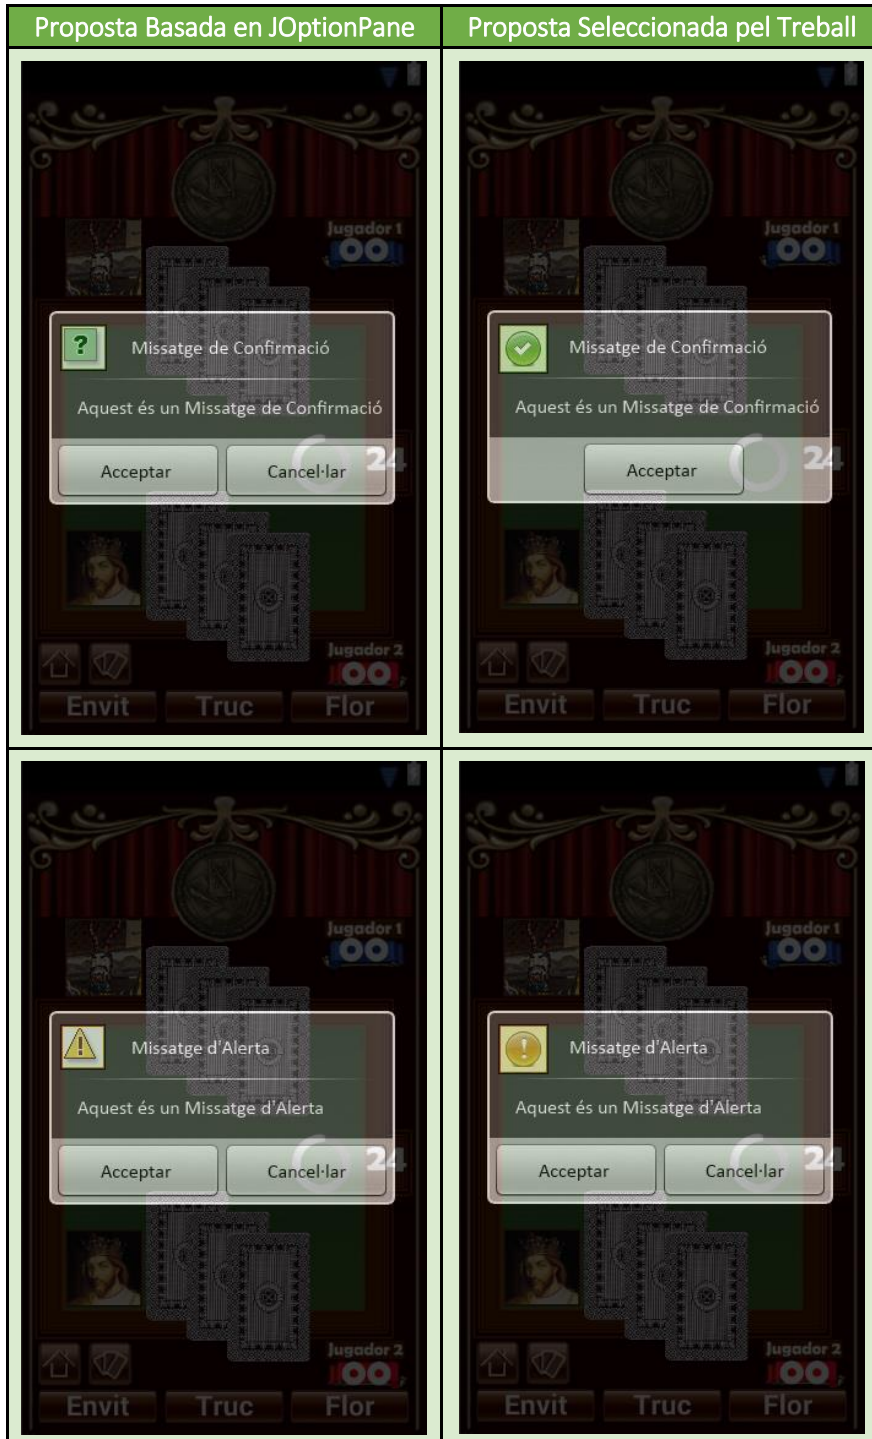 Proposta Basada en JOptionPane
Proposta Seleccionada pel Treball
Jugador 1
00
Missatge de Confirmació
Aquest és un Missatge de Confirmació
Acceptar
Cancel·lar
24
Jugador 2
00
Envit
Truc
Flor
Jugador 1
00
Missatge de Confirmació
Aquest és un Missatge de Confirmació
Acceptar
24
Jugador 2
00
Envit
Truc
Flor
Jugador 1
00
Missatge d'Alerta
Aquest és un Missatge d'Alerta
Acceptar
Cancel·lar
24
Jugador 2
00
Envit
Truc
Flor
Jugador 1
00
Missatge d'Alerta
Aquest és un Missatge d'Alerta
Acceptar
Cancel·lar
24
Jugador 2
00
Envit
Truc
Flor